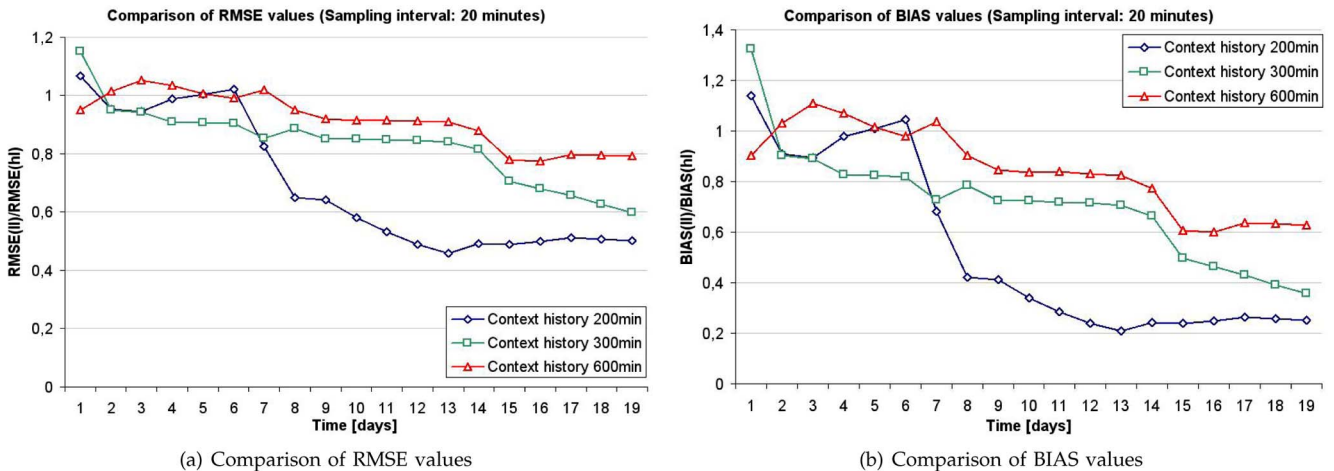 Comparison of RMSE values (Sampling interval: 20 minutes)
1,2
1
0,8
0,6
0,4
0,2
0
RMSE(ll)/RMSE(hl)
Context history 200min
Context history 300min
Context history 600min
1 2 3 4 5 6 7 8 9 10 11 12 13 14 15 16 17 18 19
Time [days]
(a) Comparison of RMSE values
Comparison of BIAS values (Sampling interval: 20 minutes)
1,4
1,2
1
0,8
0,6
0,4
0,2
0
BIAS(ll)/BIAS(hl)
Context history 200min
Context history 300min
Context history 600min
1 2 3 4 5 6 7 8 9 10 11 12 13 14 15 16 17 18 19
Time [days]
(b) Comparison of BIAS values